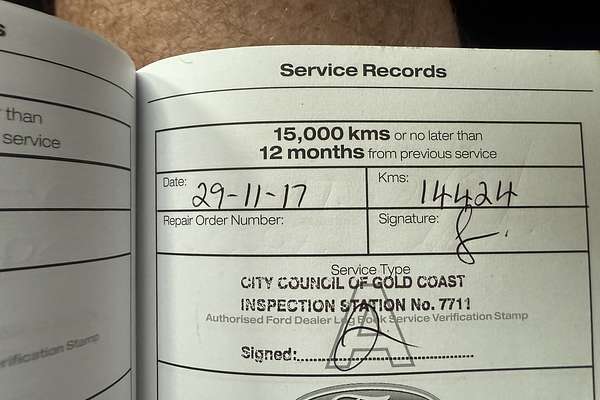 than
service
rification Stamp
Service Records
15,000 kms or no later than
12 months from previous service
Date: 29-11-17 Kms: 14424
Repair Order Number: Signature:
Service Type
A
CITY COUNCIL OF GOLD COAST
INSPECTION STATION No. 7711
Authorised Ford Dealer Log Book Service Verification Stamp
Signed: